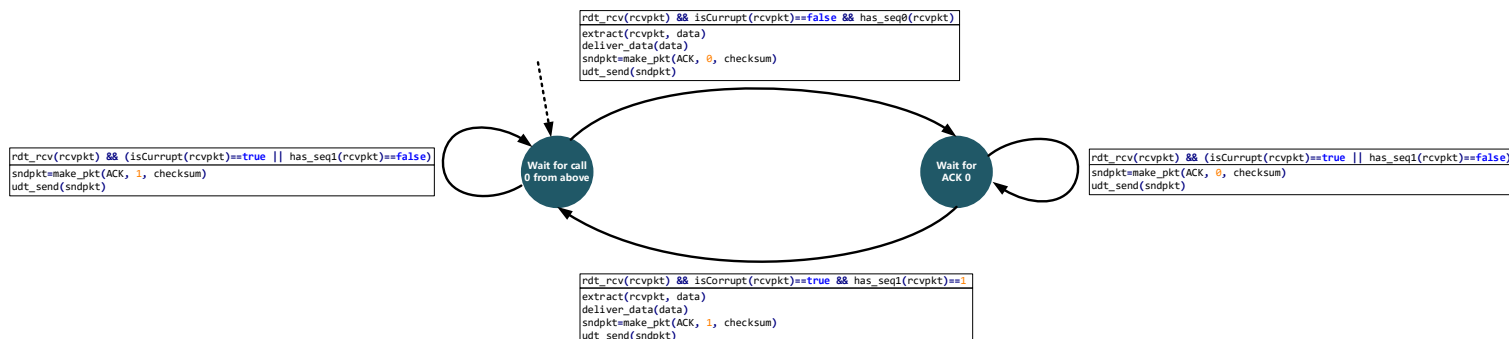 rdt_rcv(rcvpkt) && isCurrupt(rcvpkt)==false && has_seq0(rcvpkt)
extract(rcvpkt, data)
deliver_data(data)
sndpkt=make_pkt(ACK, 0, checksum)
udt_send(sndpkt)
rdt_rcv(rcvpkt) && (isCurrupt(rcvpkt)==true || has_seq1(rcvpkt)==false)
sndpkt=make_pkt(ACK, 1, checksum)
udt_send(sndpkt)
Wait for call
0 from above
Wait for
ACK 0
rdt_rcv(rcvpkt) && (isCurrupt(rcvpkt)==true || has_seq1(rcvpkt)==false)
sndpkt=make_pkt(ACK, 0, checksum)
udt_send(sndpkt)
rdt_rcv(rcvpkt) && isCorrupt(rcvpkt)==true && has_seq1(rcvpkt)==1
extract(rcvpkt, data)
deliver_data(data)
sndpkt=make_pkt(ACK, 1, checksum)
udt_send(sndpkt)